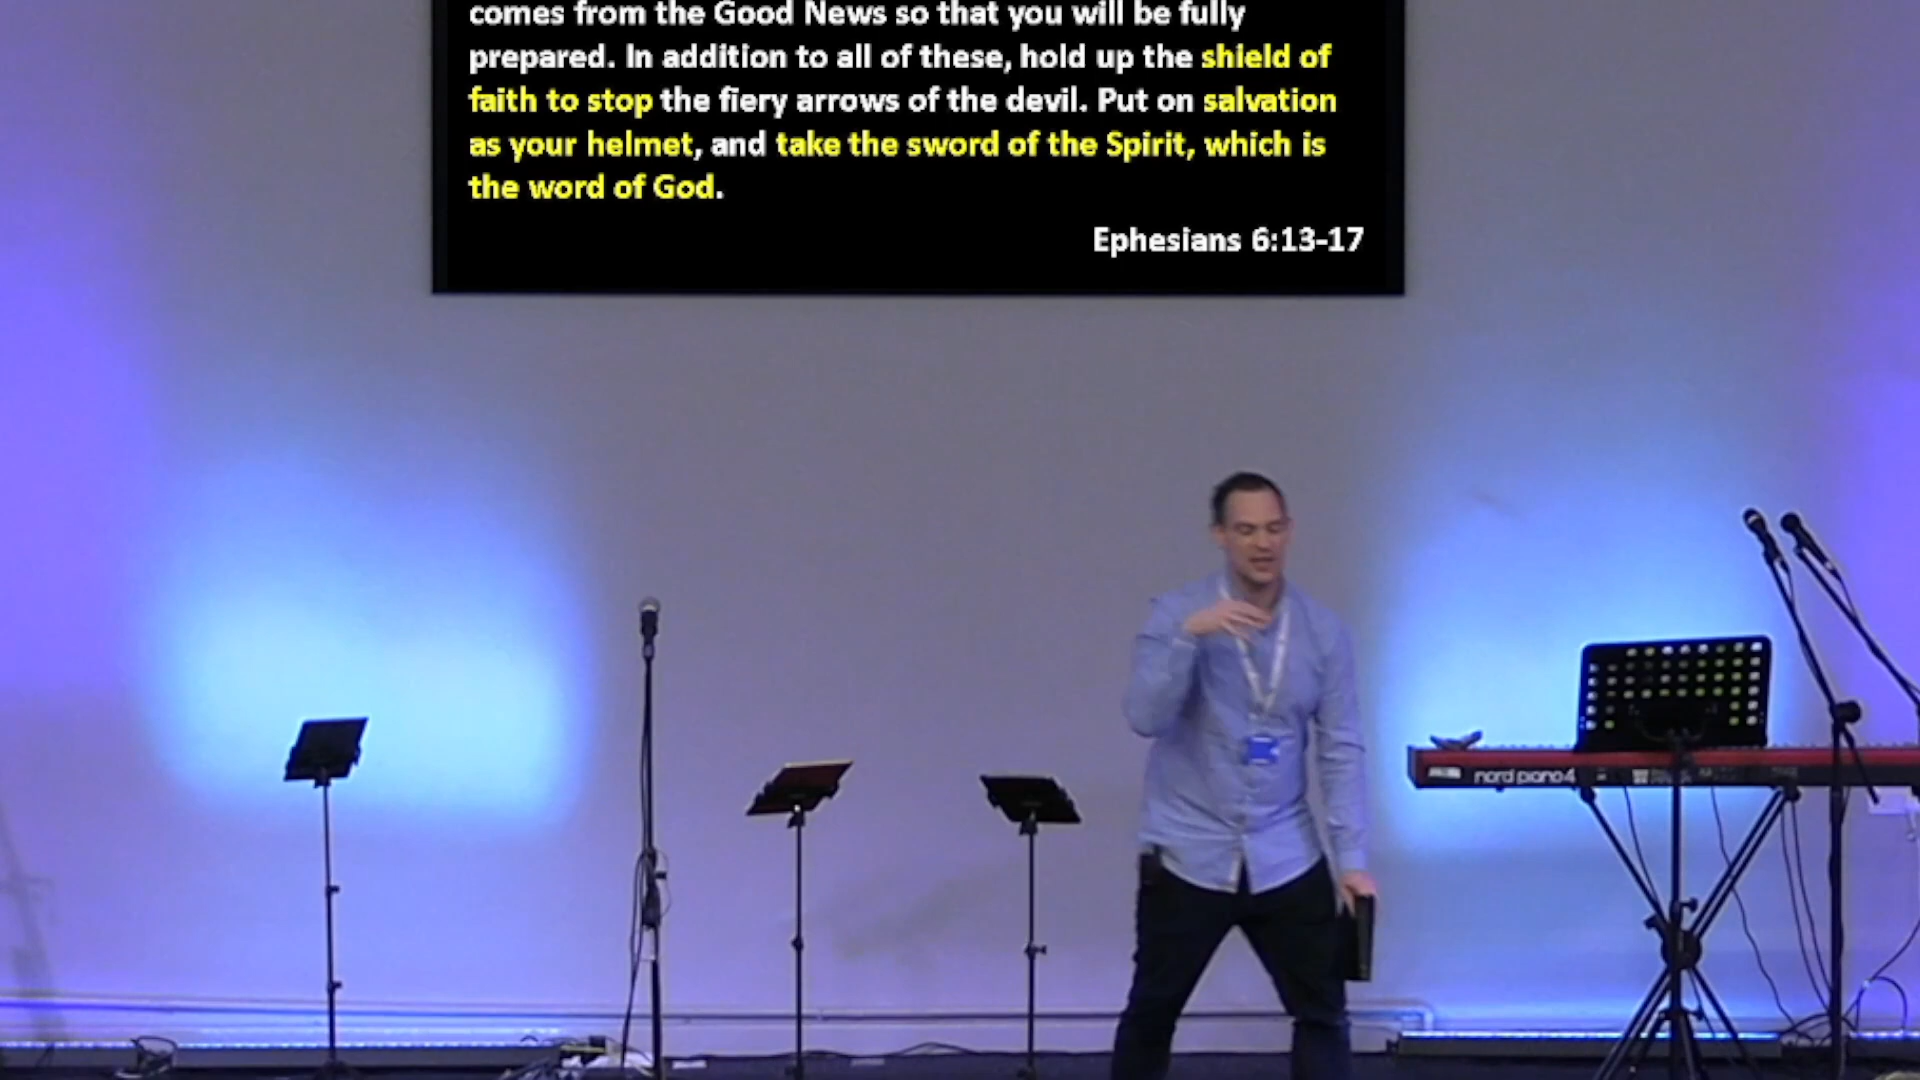 comes from the Good News so that you will be fully
prepared. In addition to all of these, hold up the shield of
faith to stop the fiery arrows of the devil. Put on salvation
as your helmet, and take the sword of the Spirit, which is
the word of God.
Ephesians 6:13-17
nord piano 4